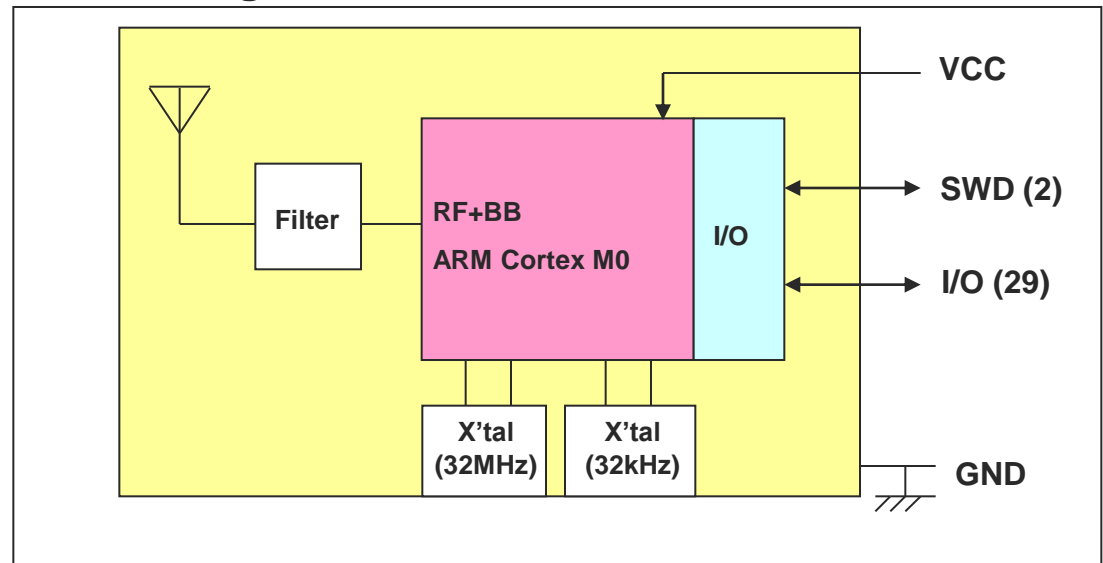 VCC
SWD (2)
Filter
RF+BB
ARM Cortex M0
I/O
I/O (29)
X'tal
(32MHz)
X'tal
(32kHz)
GND